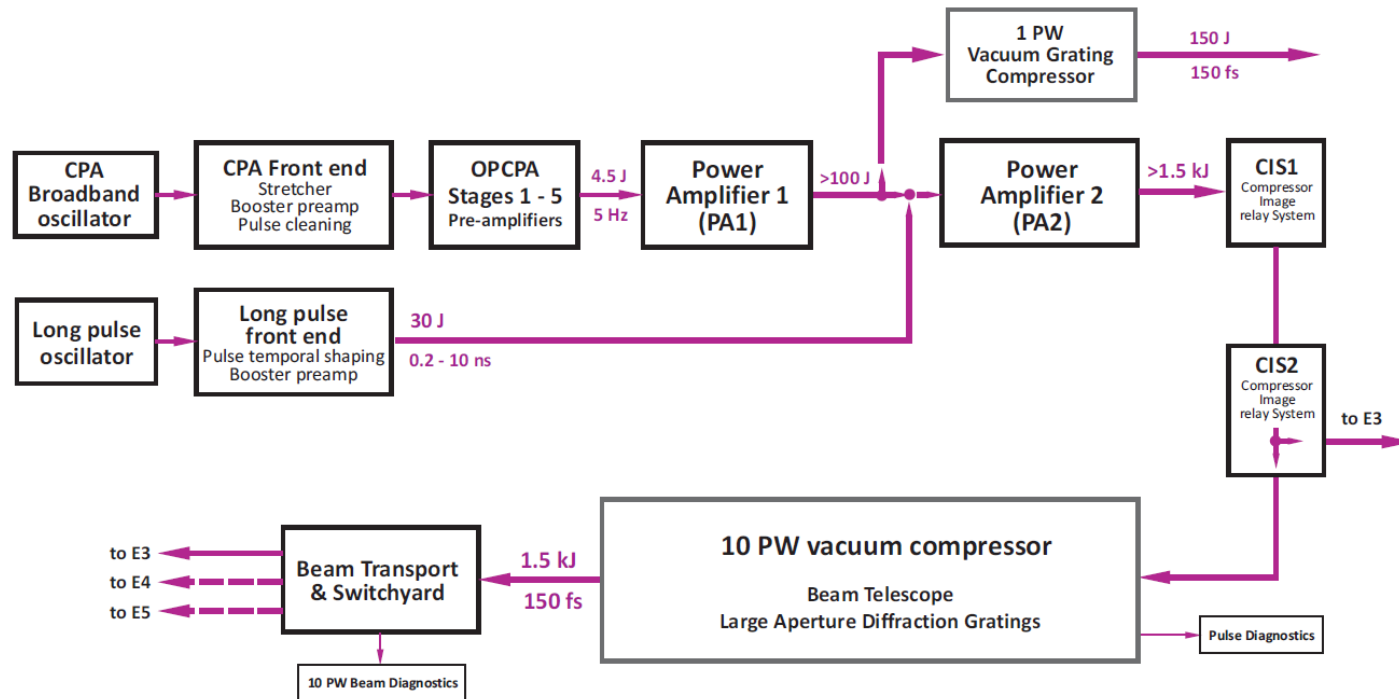 1 PW
Vacuum Grating
Compressor
150 J
150 fs
CPA
Broadband
oscillator
CPA Front end
Stretcher
Booster preamp
Pulse cleaning
OPCPA
Stages 1 - 5
Pre-amplifiers
4.5 J
5 Hz
Power
Amplifier 1
(PA1)
>100 J
Power
Amplifier 2
(PA2)
>1.5 kJ
CIS1
Compressor
Image
relay System
Long pulse
oscillator
Long pulse
front end
Pulse temporal shaping
Booster preamp
30 J
0.2 - 10 ns
CIS2
Compressor
Image
relay System
to E3
to E3
to E4
to E5
Beam Transport
& Switchyard
1.5 kJ
150 fs
10 PW vacuum compressor
Beam Telescope
Large Aperture Diffraction Gratings
Pulse Diagnostics
10 PW Beam Diagnostics